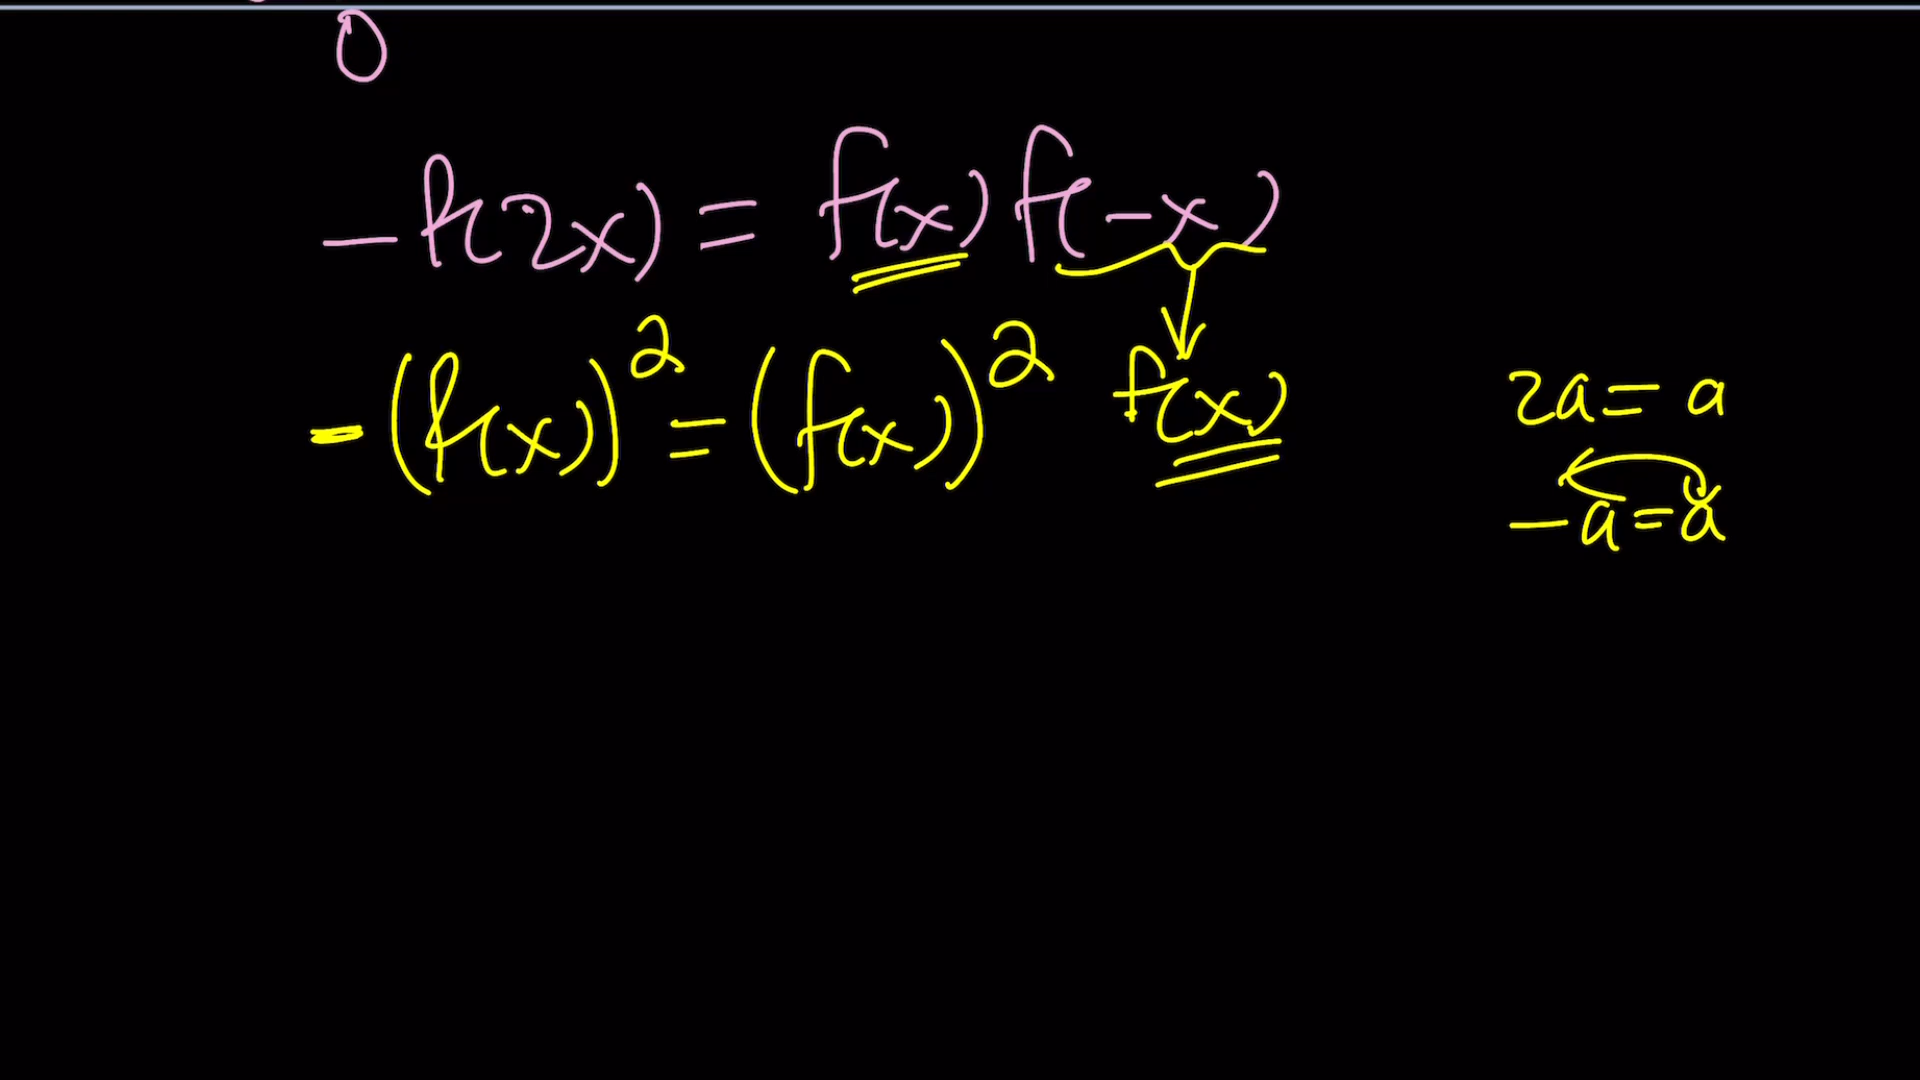 0
-f(2x) = f(x) f(-x)
-(f(x))² = (f(x))² f(x)
2a = a
-a = a